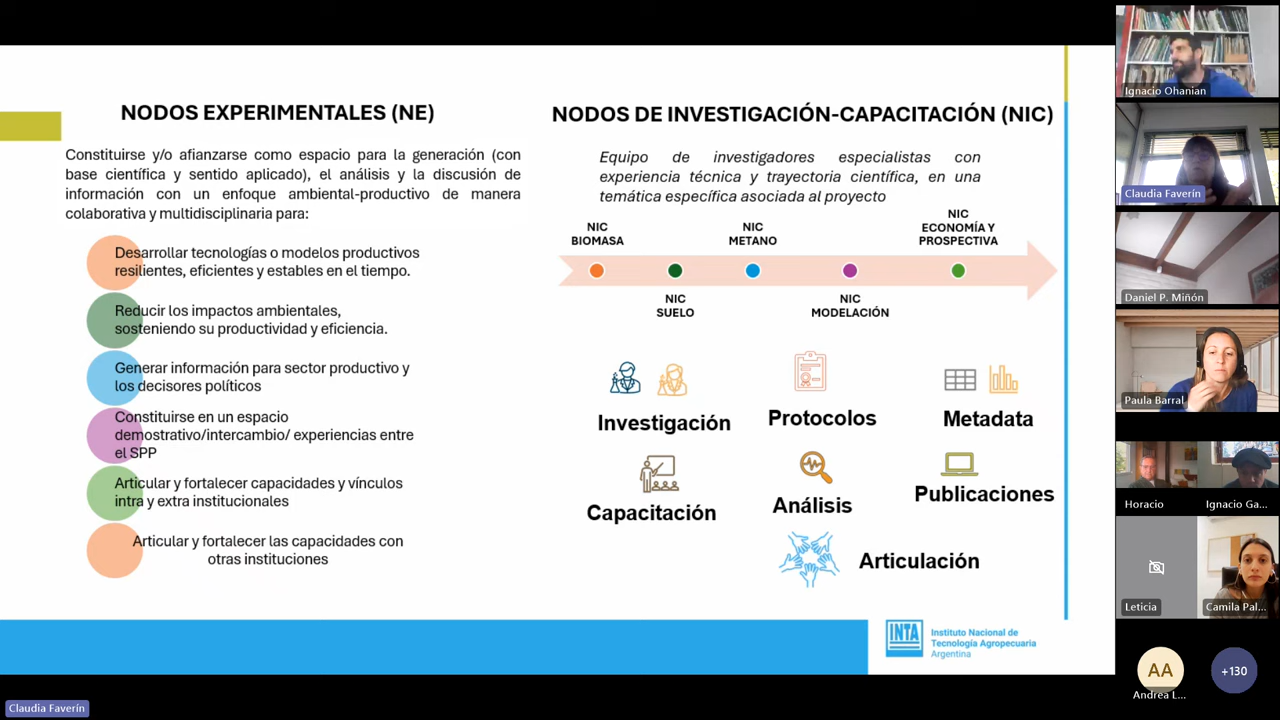 NODOS EXPERIMENTALES (NE)
Constituirse y/o afianzarse como espacio para la generación (con
base científica y sentido aplicado), el análisis y la discusión de
información con un enfoque ambiental-productivo de manera
colaborativa y multidisciplinaria para:
Desarrollar tecnologías o modelos productivos
resilientes, eficientes y estables en el tiempo.
Reducir los impactos ambientales,
sosteniendo su productividad y eficiencia.
Generar información para sector productivo y
los decisores políticos
Constituirse en un espacio
demostrativo/intercambio/ experiencias entre
el SPP
Articular y fortalecer capacidades y vínculos
intra y extra institucionales
Articular y fortalecer las capacidades con
otras instituciones
NODOS DE INVESTIGACIÓN-CAPACITACIÓN (NIC)
Equipo de investigadores especialistas con
experiencia técnica y trayectoria científica, en una
temática específica asociada al proyecto
NIC
BIOMASA
NIC
SUELO
NIC
METANO
NIC
MODELACIÓN
NIC
ECONOMÍA Y
PROSPECTIVA
Investigación
Protocolos
Metadata
Capacitación
Análisis
Publicaciones
Articulación
INTA
Instituto Nacional de
Tecnología Agropecuaria
Argentina
Claudia Faverín
Ignacio Ohanian
Claudia Faverín
Daniel P. Miñón
Paula Barral
Horacio
Ignacio Ga...
Leticia
Camila Pal...
AA
Andrea L...
+130